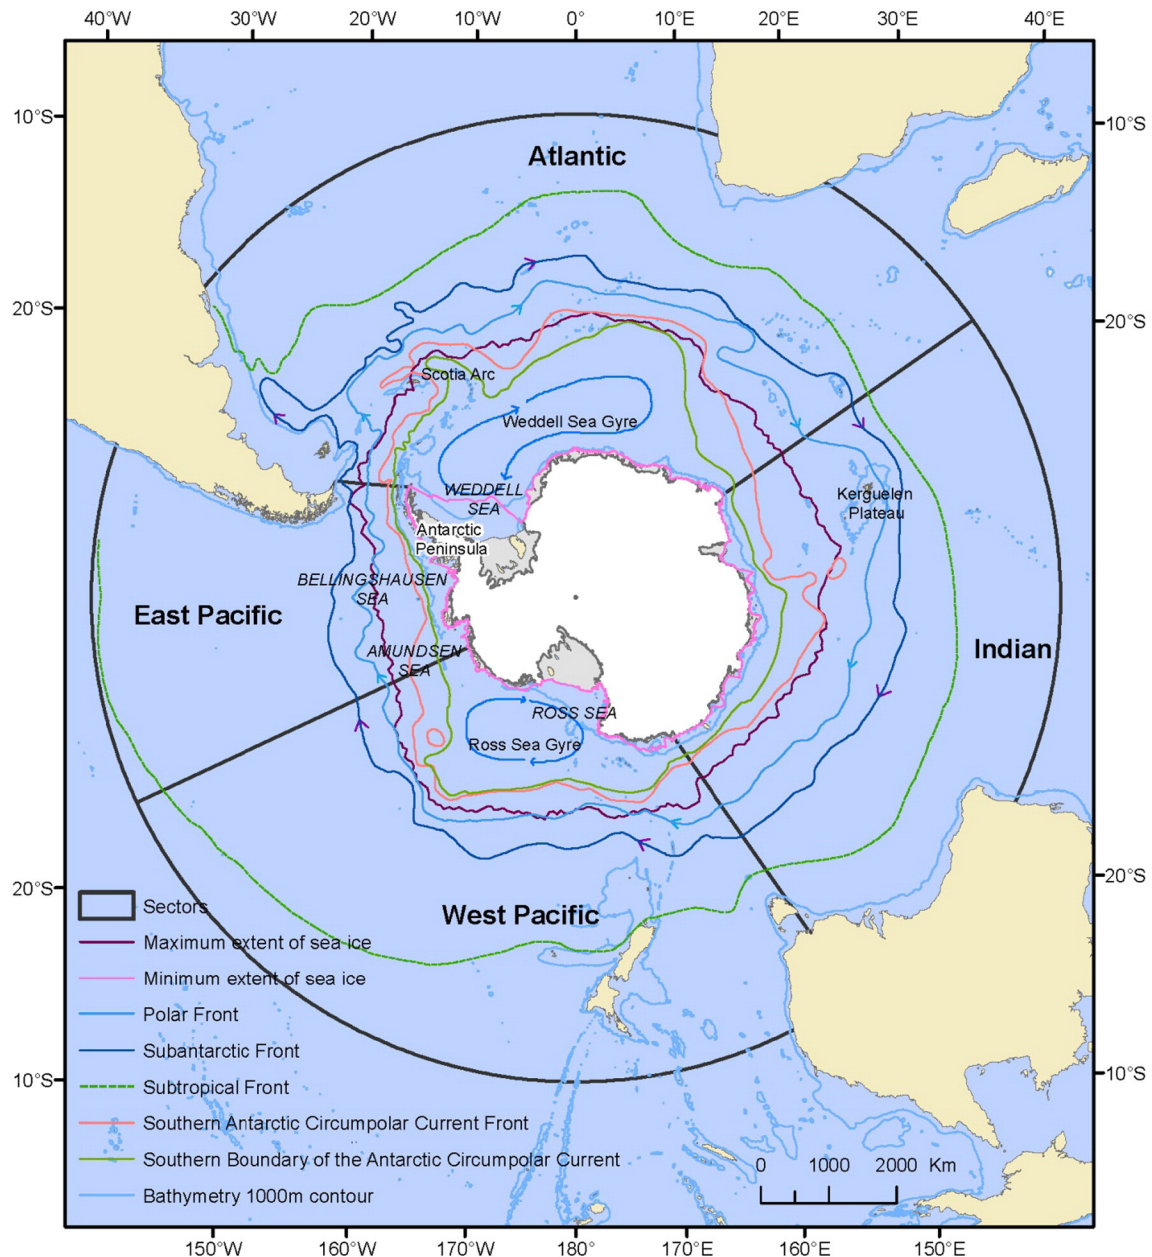 40°W 30°W 20°W 10°W 0° 10°E 20°E 30°E 40°E
10°S 10°S
Atlantic
20°S 20°S
Scotia Arc
Weddell Sea Gyre
WEDDELL
SEA
Kerguelen
Plateau
Antarctic
Peninsula
BELLINGSHAUSEN
SEA
East Pacific
Indian
AMUNDSEN
SEA
ROSS SEA
Ross Sea Gyre
20°S 20°S
West Pacific
Sectors
Maximum extent of sea ice
Minimum extent of sea ice
Polar Front
Subantarctic Front
Subtropical Front
Southern Antarctic Circumpolar Current Front
Southern Boundary of the Antarctic Circumpolar Current
Bathymetry 1000m contour
10°S 10°S
0 1000 2000 Km
150°W 160°W 170°W 180° 170°E 160°E 150°E